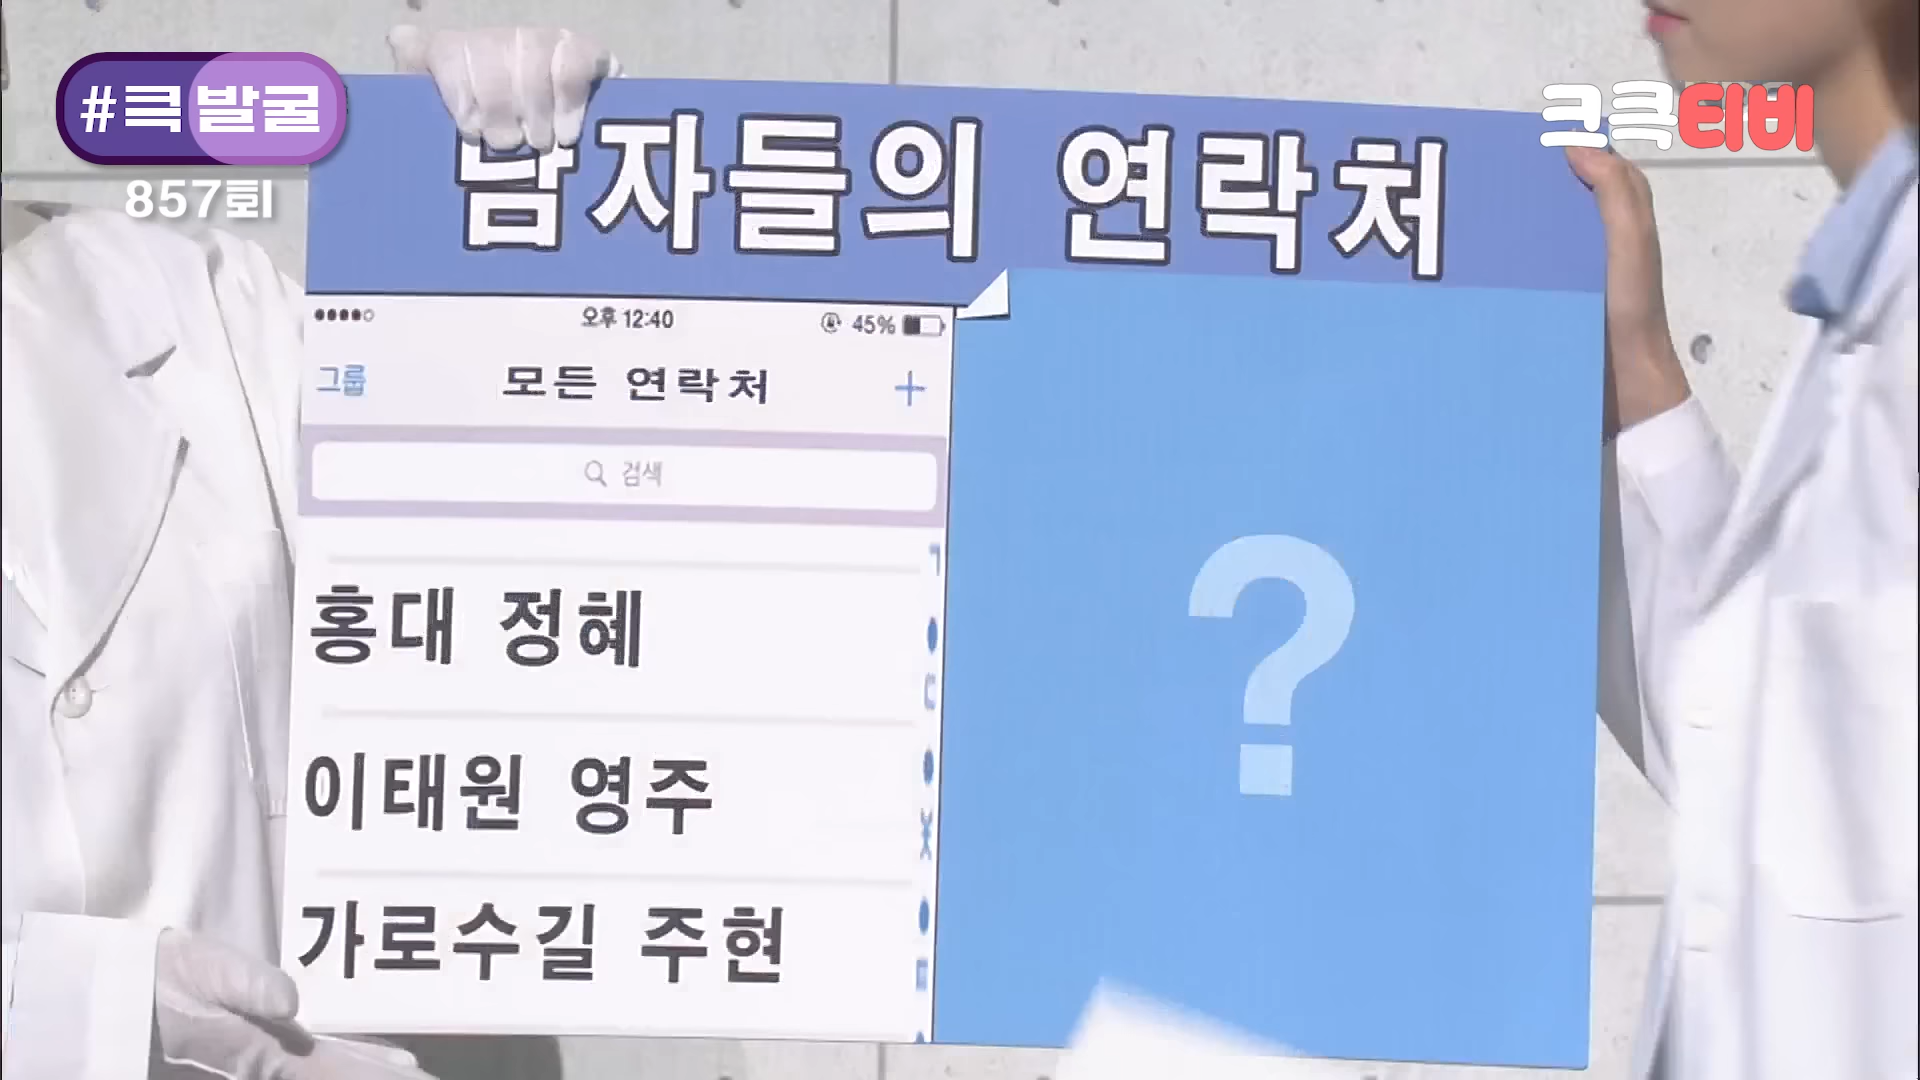 #큭발굴
857회
크큭티비
남자들의 연락처
오후 12:40
45%
그룹
모든 연락처
+
검색
홍대 정혜
이태원 영주
가로수길 주현
?